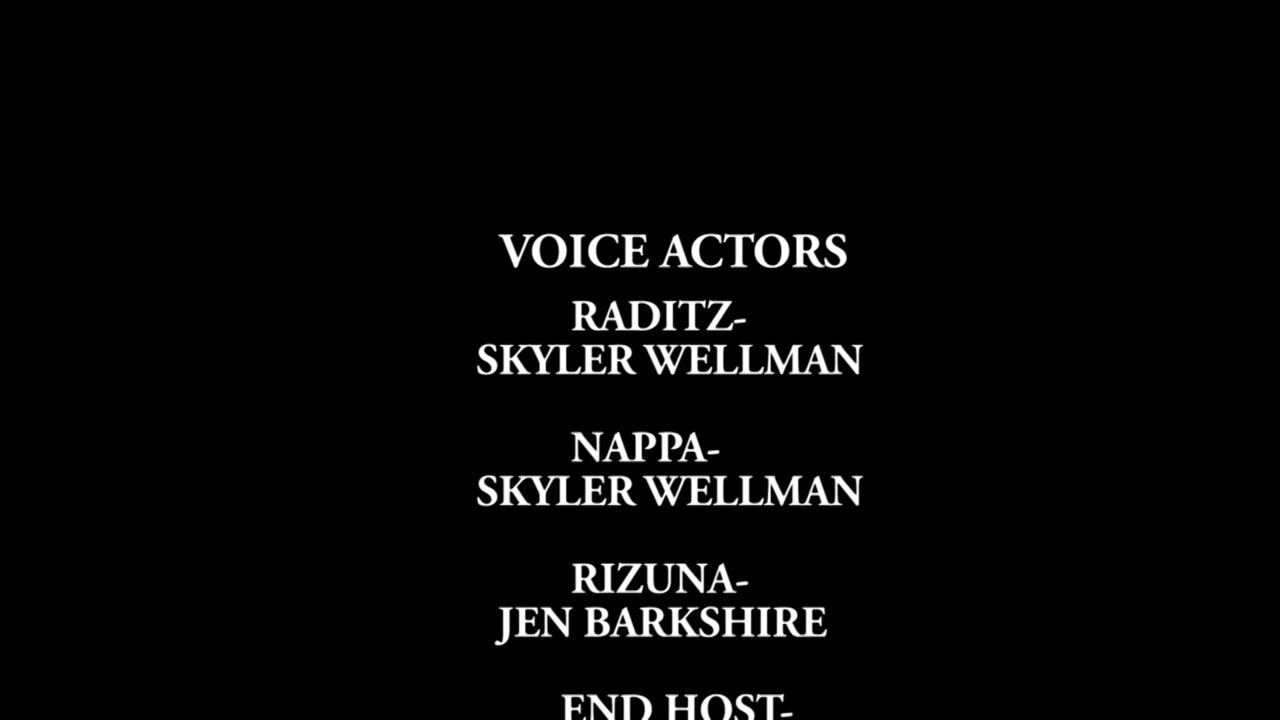 VOICE ACTORS
RADITZ-
SKYLER WELLMAN
NAPPA-
SKYLER WELLMAN
RIZUNA-
JEN BARKSHIRE
END HOST-